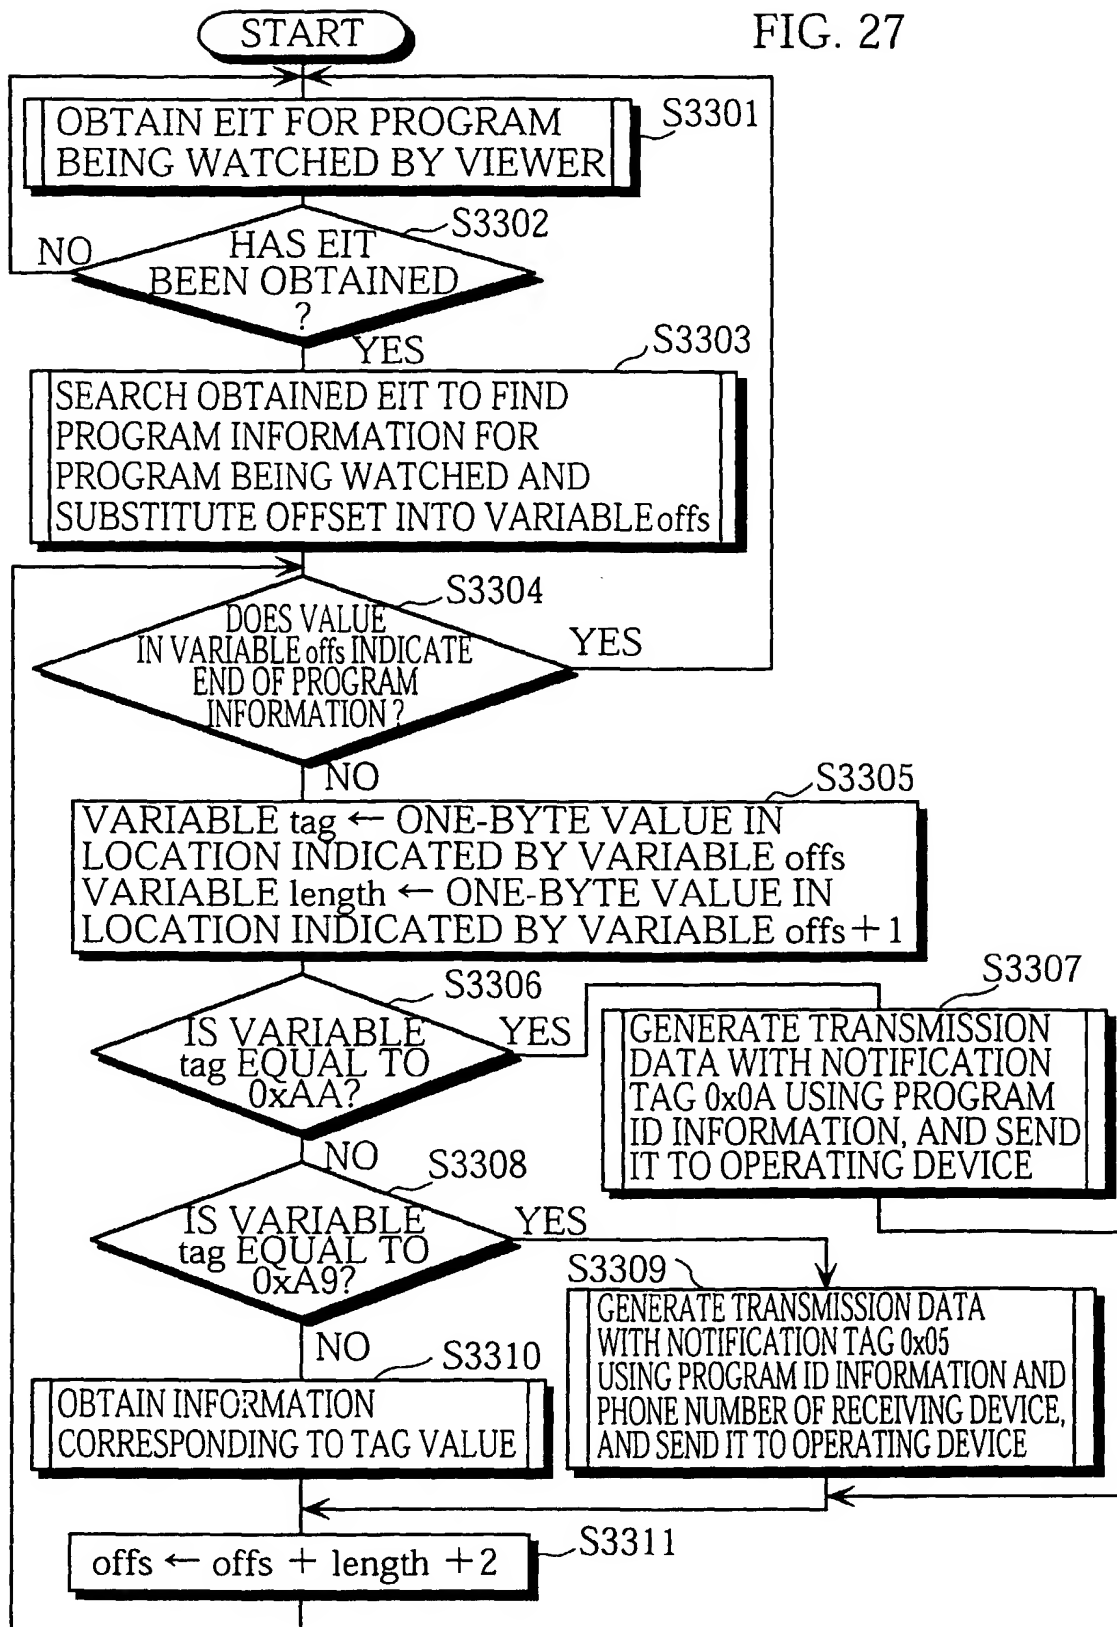 START
FIG. 27
OBTAIN EIT FOR PROGRAM
BEING WATCHED BY VIEWER
S3301
S3302
NO
HAS EIT
BEEN OBTAINED
?
YES
S3303
SEARCH OBTAINED EIT TO FIND
PROGRAM INFORMATION FOR
PROGRAM BEING WATCHED AND
SUBSTITUTE OFFSET INTO VARIABLE offs
S3304
DOES VALUE
IN VARIABLE offs INDICATE
END OF PROGRAM
INFORMATION ?
YES
NO
S3305
VARIABLE tag ← ONE-BYTE VALUE IN
LOCATION INDICATED BY VARIABLE offs
VARIABLE length ← ONE-BYTE VALUE IN
LOCATION INDICATED BY VARIABLE offs + 1
S3306
IS VARIABLE
tag EQUAL TO
0xAA?
YES
S3307
GENERATE TRANSMISSION
DATA WITH NOTIFICATION
TAG 0x0A USING PROGRAM
ID INFORMATION, AND SEND
IT TO OPERATING DEVICE
NO
S3308
IS VARIABLE
tag EQUAL TO
0xA9?
YES
S3309
GENERATE TRANSMISSION DATA
WITH NOTIFICATION TAG 0x05
USING PROGRAM ID INFORMATION AND
PHONE NUMBER OF RECEIVING DEVICE,
AND SEND IT TO OPERATING DEVICE
NO
S3310
OBTAIN INFORMATION
CORRESPONDING TO TAG VALUE
offs ← offs + length + 2
S3311